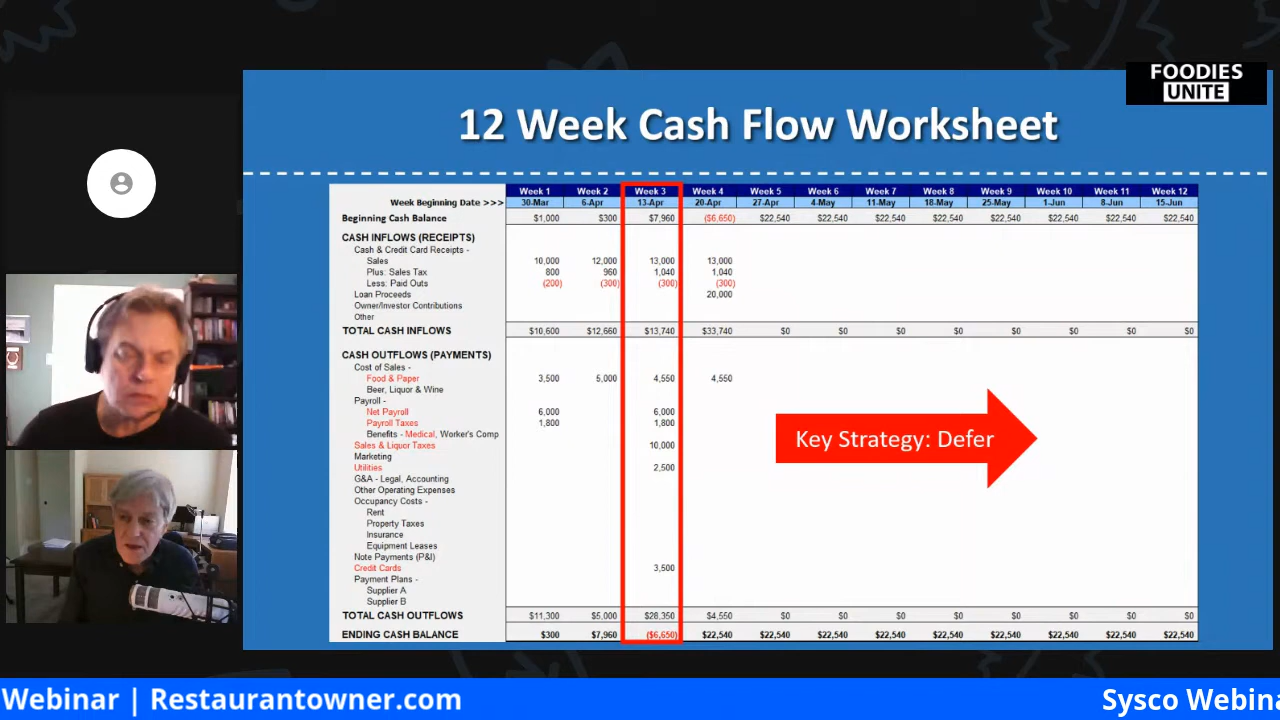 FOODIES
UNITE
12 Week Cash Flow Worksheet
Week 1 Week 2 Week 3 Week 4 Week 5 Week 6 Week 7 Week 8 Week 9 Week 10 Week 11 Week 12
Week Beginning Date >>> 30-Mar 6-Apr 13-Apr 20-Apr 27-Apr 4-May 11-May 18-May 25-May 1-Jun 8-Jun 15-Jun
Beginning Cash Balance $1,000 $300 $7,960 ($6,650) $22,540 $22,540 $22,540 $22,540 $22,540 $22,540 $22,540 $22,540
CASH INFLOWS (RECEIPTS)
Cash & Credit Card Receipts -
Sales 10,000 12,000 13,000 13,000
Plus: Sales Tax 800 960 1,040 1,040
Less: Paid Outs (200) (300) (300) (300)
Loan Proceeds 20,000
Owner/Investor Contributions
Other
TOTAL CASH INFLOWS $10,600 $12,660 $13,740 $33,740 $0 $0 $0 $0 $0 $0 $0 $0
CASH OUTFLOWS (PAYMENTS)
Cost of Sales -
Food & Paper 3,500 5,000 4,550 4,550
Beer, Liquor & Wine
Payroll -
Net Payroll 6,000 6,000
Payroll Taxes 1,800 1,800
Benefits - Medical, Worker's Comp
Sales & Liquor Taxes 10,000
Marketing
Utilities 2,500
G&A - Legal, Accounting
Other Operating Expenses
Occupancy Costs -
Rent
Property Taxes
Insurance
Equipment Leases
Note Payments (P&I)
Credit Cards 3,500
Payment Plans -
Supplier A
Supplier B
TOTAL OUTFLOWS $11,300 $5,000 $28,350 $4,550 $0 $0 $0 $0 $0 $0 $0 $0
ENDING CASH BALANCE $300 $7,960 ($6,650) $22,540 $22,540 $22,540 $22,540 $22,540 $22,540 $22,540 $22,540 $22,540
Key Strategy: Defer
Webinar | Restaurantowner.com Sysco Webina